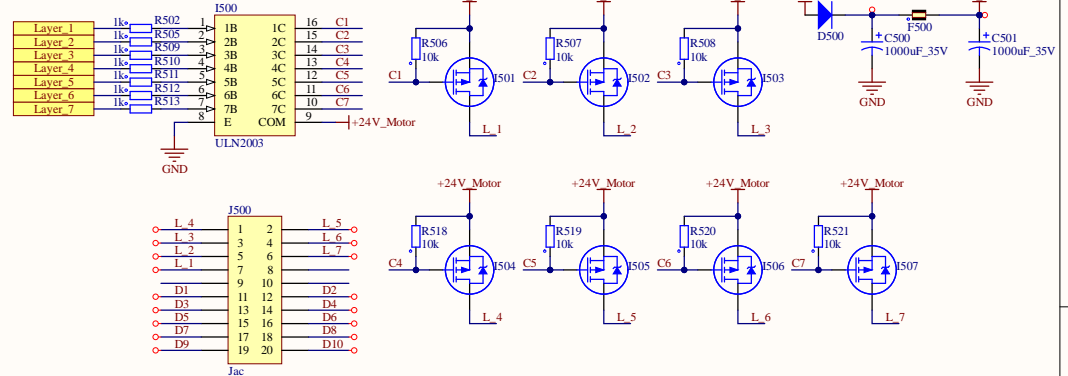 I500
Layer_1 1k R502 1 1B 1C 16 C1
Layer_2 1k R505 2 2B 2C 15 C2
Layer_3 1k R509 3 3B 3C 14 C3
Layer_4 1k R510 4 4B 4C 13 C4
Layer_5 1k R511 5 5B 5C 12 C5
Layer_6 1k R512 6 6B 6C 11 C6
Layer_7 1k R513 7 7B 7C 10 C7
8 E COM 9 +24V_Motor
ULN2003
GND
R506
10k
C1
I501
L_1
R507
10k
C2
I502
L_2
R508
10k
C3
I503
L_3
D500
F500
C500
1000uF_35V
GND
C501
1000uF_35V
GND
J500
L_4 1 2 L_5
L_3 3 4 L_6
L_2 5 6 L_7
L_1 7 8
9 10
D1 11 12 D2
D3 13 14 D4
D5 15 16 D6
D7 17 18 D8
D9 19 20 D10
Jac
+24V_Motor
R518
10k
C4
I504
L_4
+24V_Motor
R519
10k
C5
I505
L_5
+24V_Motor
R520
10k
C6
I506
L_6
+24V_Motor
R521
10k
C7
I507
L_7